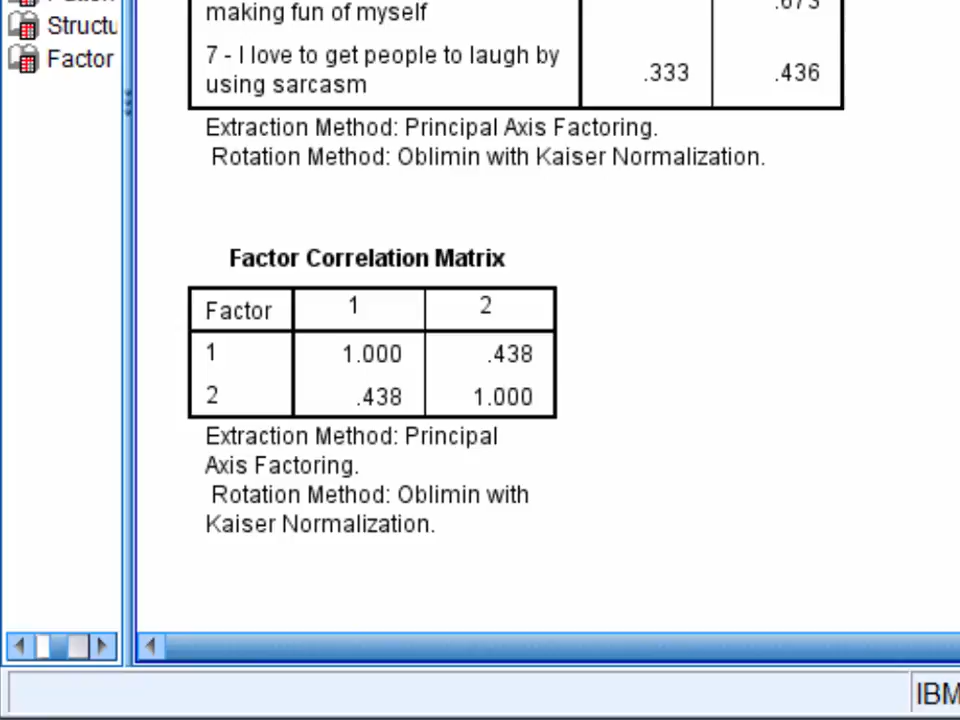 Structu
Factor
making fun of myself
.673
7 - I love to get people to laugh by
using sarcasm
.333 .436
Extraction Method: Principal Axis Factoring.
Rotation Method: Oblimin with Kaiser Normalization.
Factor Correlation Matrix
Factor 1 2
1 1.000 .438
2 .438 1.000
Extraction Method: Principal
Axis Factoring.
Rotation Method: Oblimin with
Kaiser Normalization.
IBM